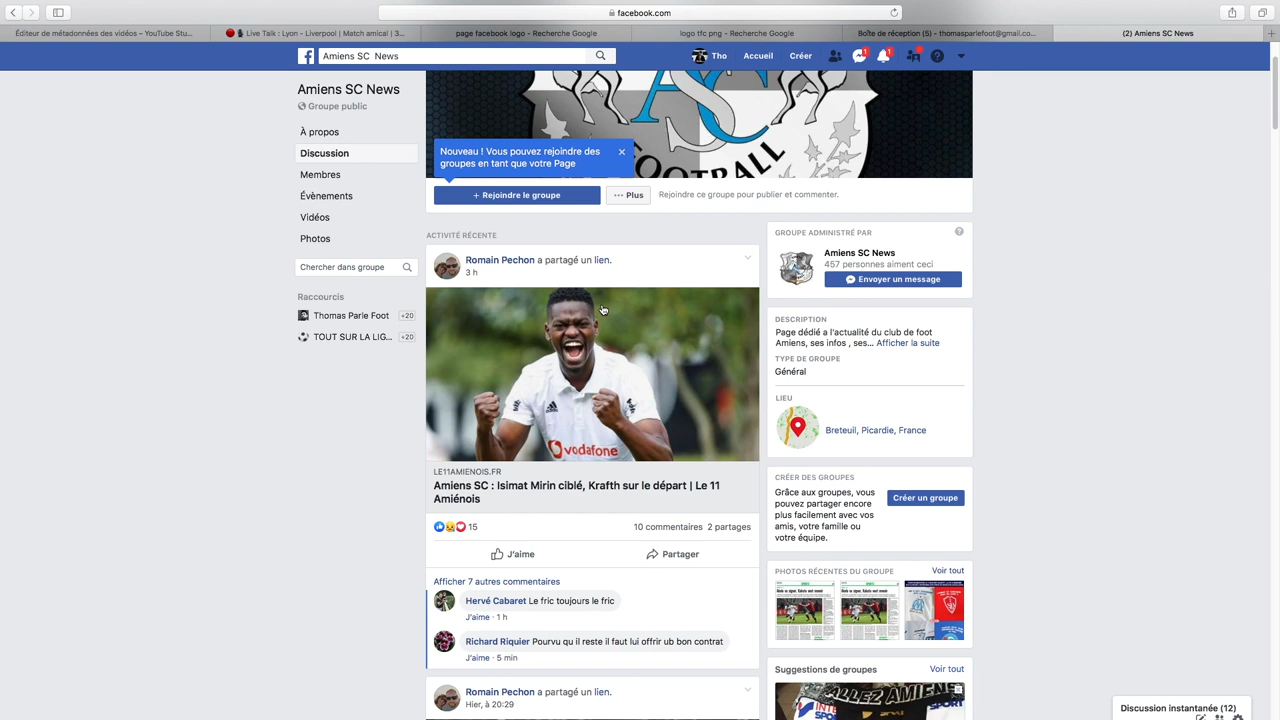 facebook.com
Éditeur de métadonnées des vidéos – YouTube Stu...
Live Talk : Lyon - Liverpool | Match amical | 3...
page facebook logo - Recherche Google
logo tfc png - Recherche Google
Boîte de réception (5) - thomasparlefoot@gmail.co...
(2) Amiens SC News
Amiens SC News
Tho
Accueil
Créer
1
1
Amiens SC News
Groupe public
À propos
Discussion
Membres
Évènements
Vidéos
Photos
Chercher dans groupe
Raccourcis
Thomas Parle Foot +20
TOUT SUR LA LIG... +20
ASC
FOOTBALL
Nouveau ! Vous pouvez rejoindre des
groupes en tant que votre Page
+ Rejoindre le groupe
Plus
Rejoindre ce groupe pour publier et commenter.
ACTIVITÉ RÉCENTE
Romain Pechon a partagé un lien.
3 h
vodafone
LE11AMIENOIS.FR
Amiens SC : Isimat Mirin ciblé, Krafth sur le départ | Le 11
Amiénois
15
10 commentaires 2 partages
J'aime
Partager
Afficher 7 autres commentaires
Hervé Cabaret Le fric toujours le fric
J'aime · 1 h
Richard Riquier Pourvu qu il reste il faut lui offrir ub bon contrat
J'aime · 5 min
Romain Pechon a partagé un lien.
Hier, à 20:29
GROUPE ADMINISTRÉ PAR
Amiens SC News
457 personnes aiment ceci
Envoyer un message
DESCRIPTION
Page dédié a l'actualité du club de foot
Amiens, ses infos , ses... Afficher la suite
TYPE DE GROUPE
Général
LIEU
Breteuil, Picardie, France
CRÉER DES GROUPES
Grâce aux groupes, vous
pouvez partager encore
plus facilement avec vos
amis, votre famille ou
votre équipe.
Créer un groupe
PHOTOS RÉCENTES DU GROUPE
Voir tout
Suggestions de groupes
Voir tout
ALLEZ AMIENS
INTER
SPORT
SPORT
Discussion instantanée (12)